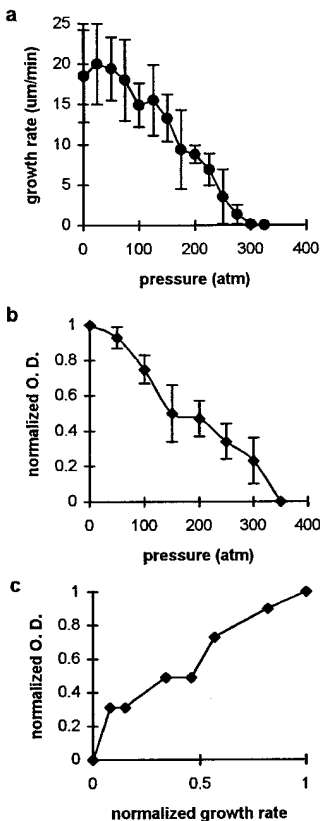 a
25
20
15
10
5
0
growth rate (um/min)
0 100 200 300 400
pressure (atm)
b
1
0.8
0.6
0.4
0.2
0
normalized O. D.
0 100 200 300 400
pressure (atm)
c
1
0.8
0.6
0.4
0.2
0
normalized O. D.
0 0.5 1
normalized growth rate